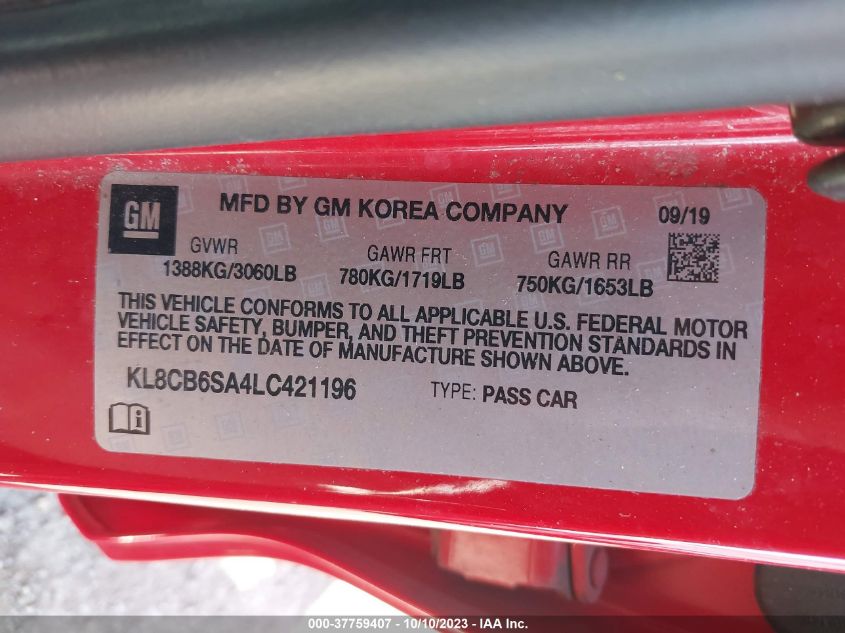 GM
MFD BY GM KOREA COMPANY 09/19
GVWR GAWR FRT GAWR RR
1388KG/3060LB 780KG/1719LB 750KG/1653LB
THIS VEHICLE CONFORMS TO ALL APPLICABLE U.S. FEDERAL MOTOR
VEHICLE SAFETY, BUMPER, AND THEFT PREVENTION STANDARDS IN
EFFECT ON THE DATE OF MANUFACTURE SHOWN ABOVE.
KL8CB6SA4LC421196 TYPE: PASS CAR
000-37759407 - 10/10/2023 - IAA Inc.